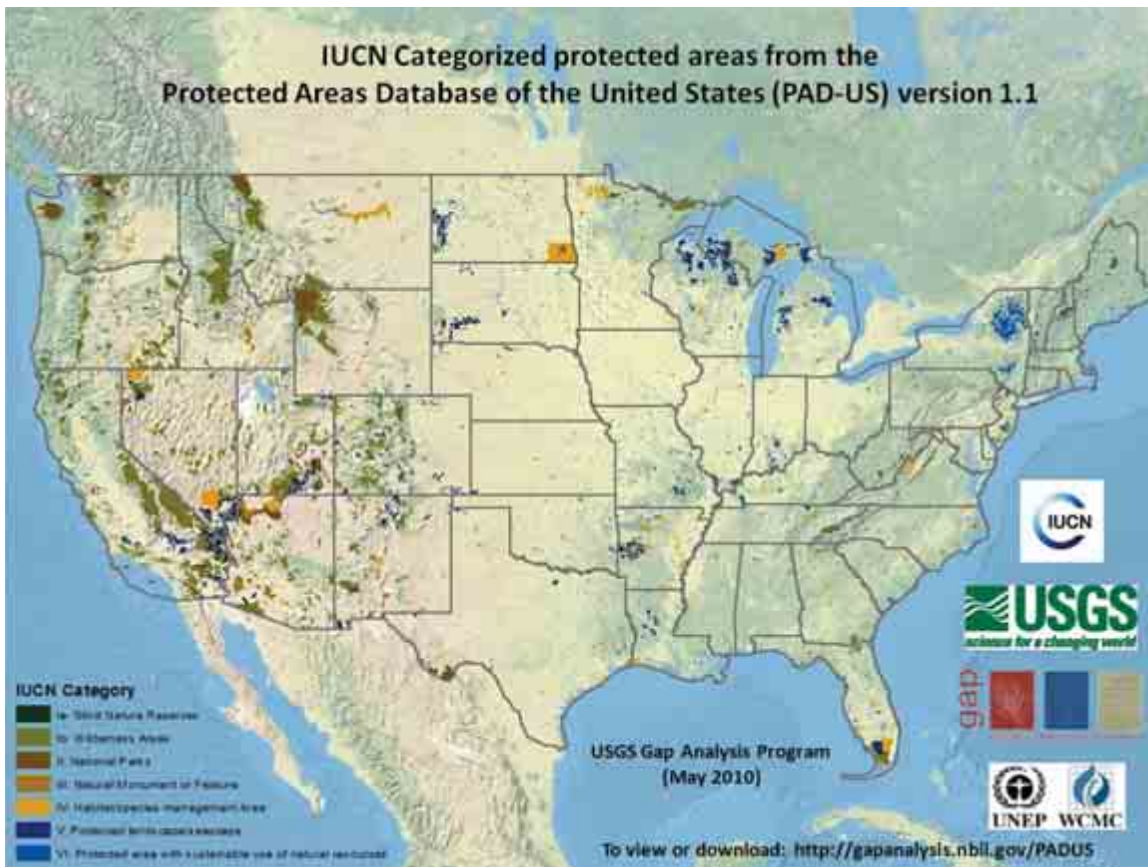 IUCN Categorized protected areas from the
Protected Areas Database of the United States (PAD-US) version 1.1
IUCN
USGS
science for a changing world
gap
IUCN Category
Ia- Strict Nature Reserves
Ib- Wilderness Areas
II: National Parks
III: Natural Monument or Feature
IV: Habitat/species management Area
V: Protected landscape/seascape
VI: Protected area with sustainable use of natural resources
USGS Gap Analysis Program
(May 2010)
UNEP WCMC
To view or download: http://gapanalysis.nbii.gov/PADUS